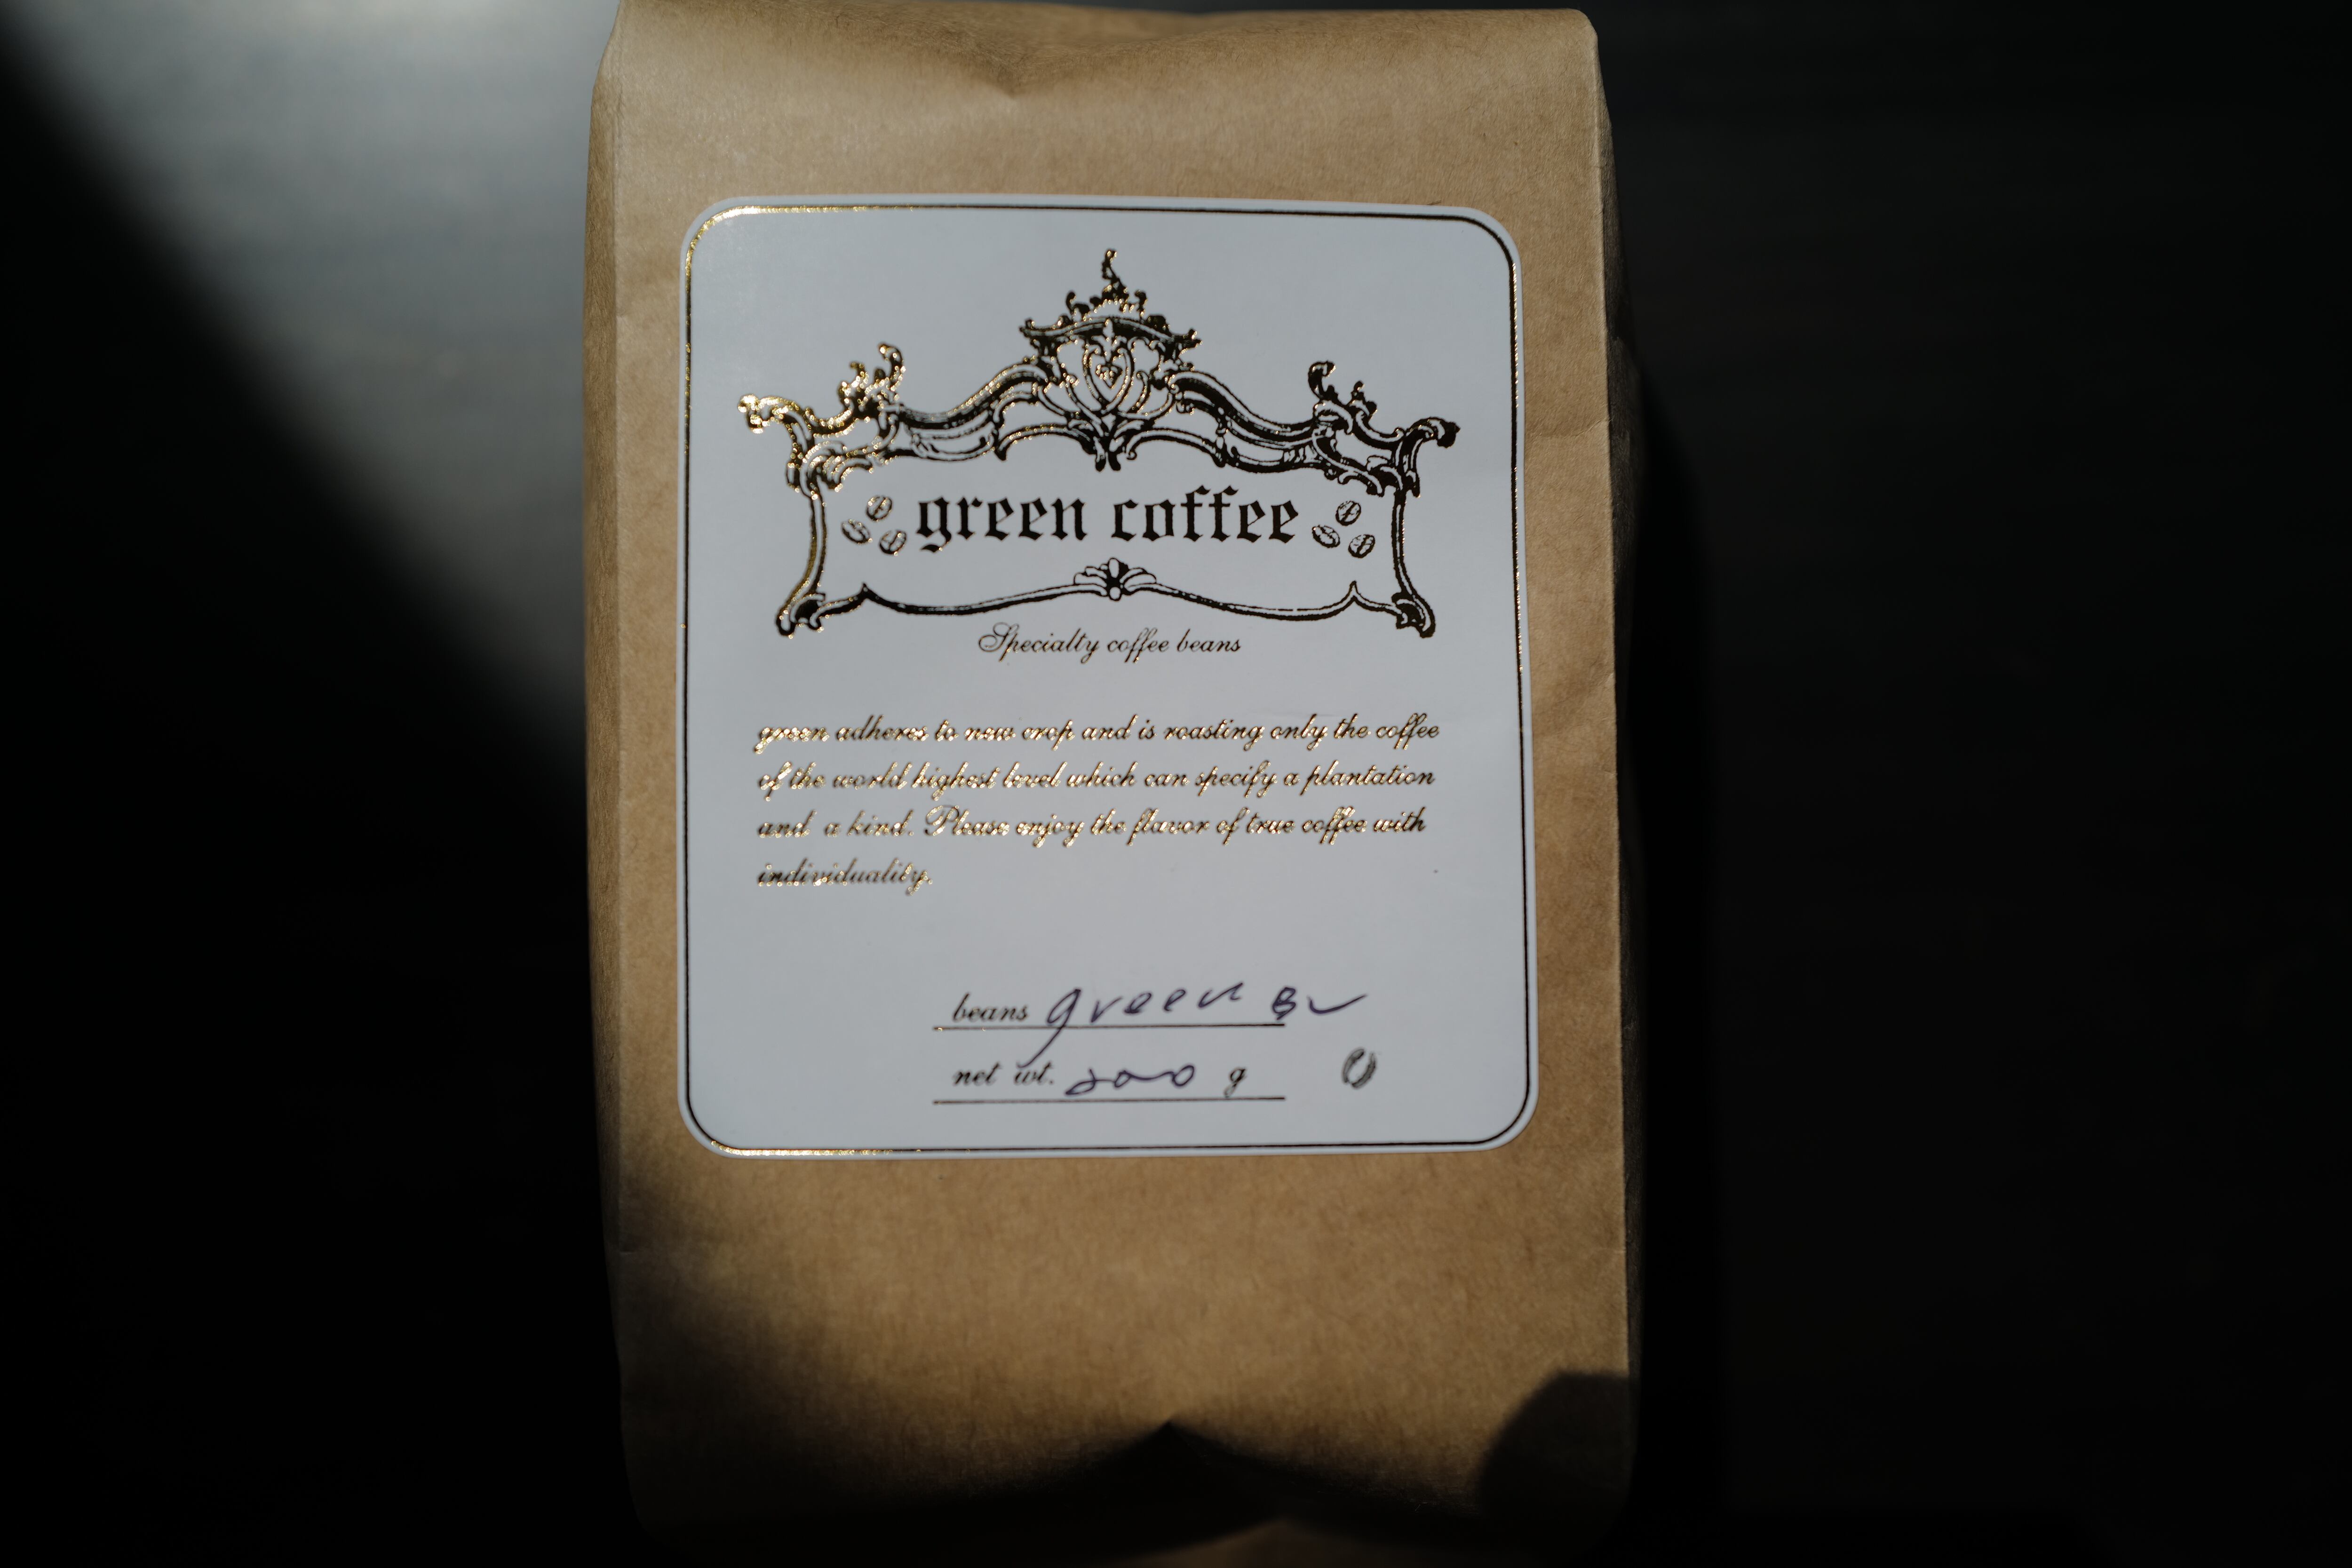 green coffee
Specialty coffee beans
green adheres to new crop and is roasting only the coffee
of the world highest level which can specify a plantation
and a kind. Please enjoy the flavor of true coffee with
individuality.
beans green
net wt. 200 g